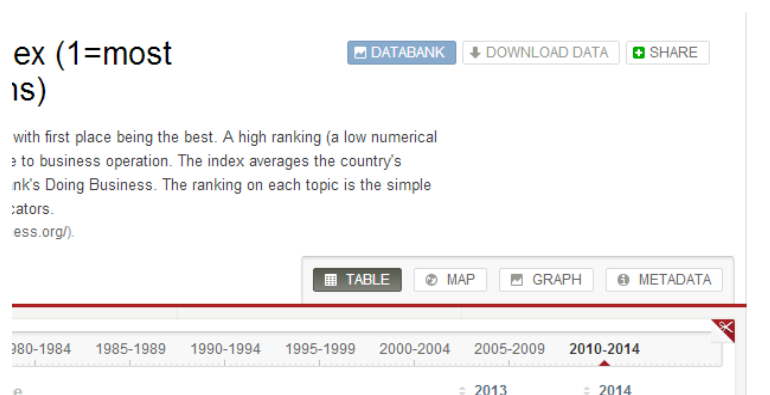 ex (1=most
ns)
DATABANK
DOWNLOAD DATA
SHARE
with first place being the best. A high ranking (a low numerical
e to business operation. The index averages the country's
nk's Doing Business. The ranking on each topic is the simple
cators.
ess.org/).
TABLE
MAP
GRAPH
METADATA
980-1984 1985-1989 1990-1994 1995-1999 2000-2004 2005-2009 2010-2014
e 2013 2014